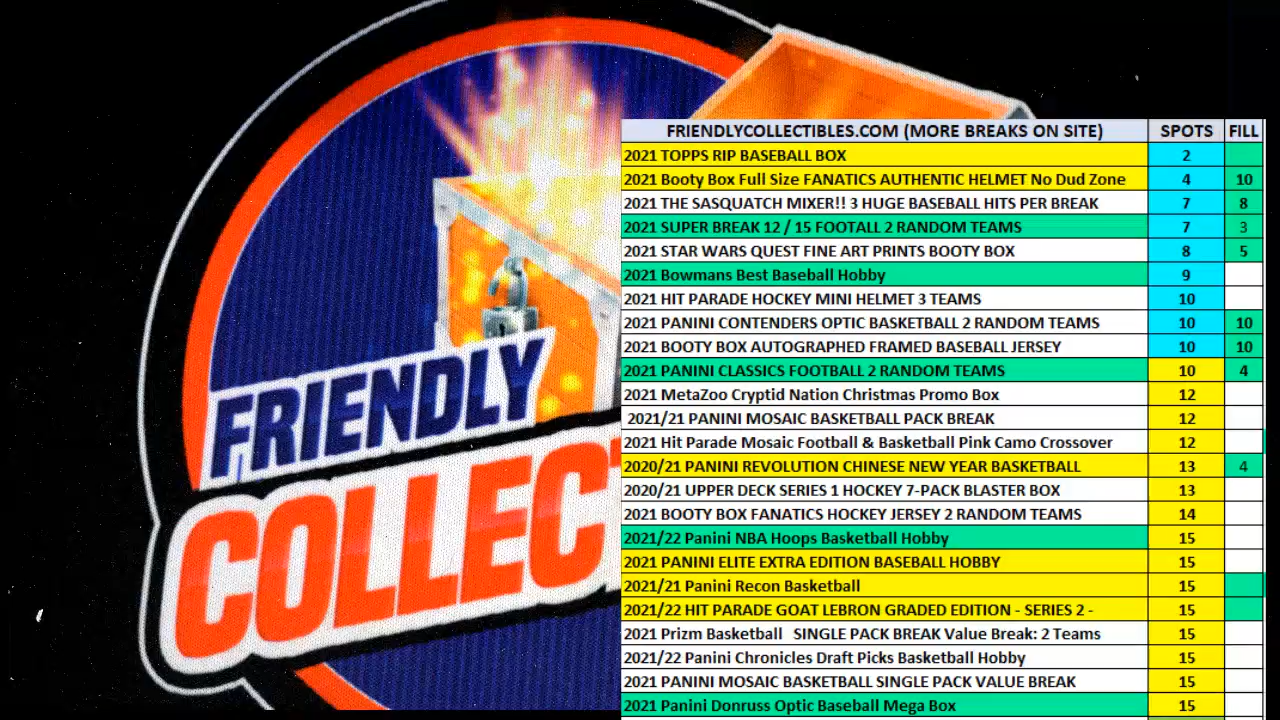 FRIENDLY
COLLEC
FRIENDLYCOLLECTIBLES.COM (MORE BREAKS ON SITE) SPOTS FILL
2021 TOPPS RIP BASEBALL BOX 2
2021 Booty Box Full Size FANATICS AUTHENTIC HELMET No Dud Zone 4 10
2021 THE SASQUATCH MIXER!! 3 HUGE BASEBALL HITS PER BREAK 7 8
2021 SUPER BREAK 12 / 15 FOOTALL 2 RANDOM TEAMS 7 3
2021 STAR WARS QUEST FINE ART PRINTS BOOTY BOX 8 5
2021 Bowmans Best Baseball Hobby 9
2021 HIT PARADE HOCKEY MINI HELMET 3 TEAMS 10
2021 PANINI CONTENDERS OPTIC BASKETBALL 2 RANDOM TEAMS 10 10
2021 BOOTY BOX AUTOGRAPHED FRAMED BASEBALL JERSEY 10 10
2021 PANINI CLASSICS FOOTBALL 2 RANDOM TEAMS 10 4
2021 MetaZoo Cryptid Nation Christmas Promo Box 12
2021/21 PANINI MOSAIC BASKETBALL PACK BREAK 12
2021 Hit Parade Mosaic Football & Basketball Pink Camo Crossover 12
2020/21 PANINI REVOLUTION CHINESE NEW YEAR BASKETBALL 13 4
2020/21 UPPER DECK SERIES 1 HOCKEY 7-PACK BLASTER BOX 13
2021 BOOTY BOX FANATICS HOCKEY JERSEY 2 RANDOM TEAMS 14
2021/22 Panini NBA Hoops Basketball Hobby 15
2021 PANINI ELITE EXTRA EDITION BASEBALL HOBBY 15
2021/21 Panini Recon Basketball 15
2021/22 HIT PARADE GOAT LEBRON GRADED EDITION - SERIES 2 - 15
2021 Prizm Basketball SINGLE PACK BREAK Value Break: 2 Teams 15
2021/22 Panini Chronicles Draft Picks Basketball Hobby 15
2021 PANINI MOSAIC BASKETBALL SINGLE PACK VALUE BREAK 15
2021 Panini Donruss Optic Baseball Mega Box 15